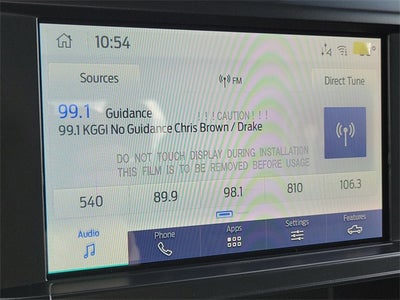 10:54
Sources
FM
Direct Tune
99.1 Guidance
!!!CAUTION!!!
99.1 KGGI No Guidance Chris Brown / Drake
DO NOT TOUCH DISPLAY DURING INSTALLATION
THIS FILM IS TO BE REMOVED BEFORE USAGE
540 89.9 98.1 810 106.3
Audio Phone Apps Settings Features